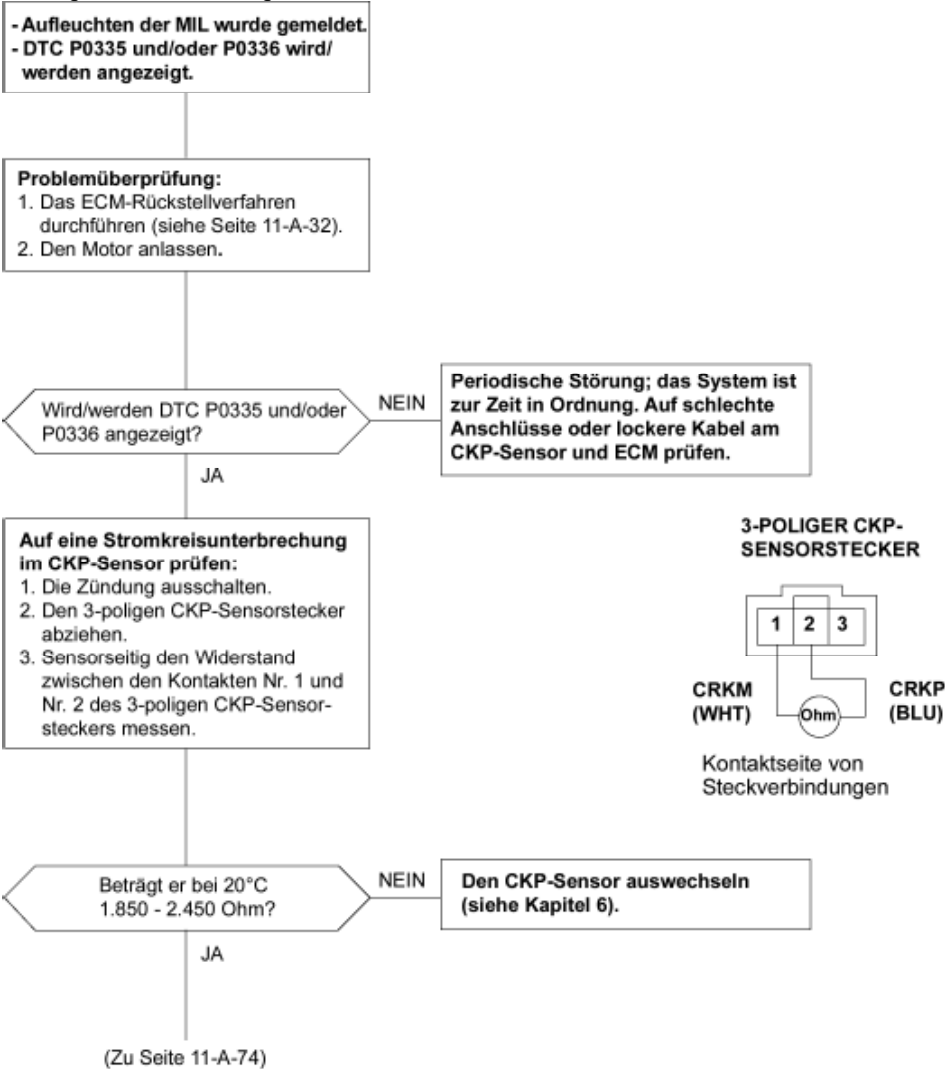 - Aufleuchten der MIL wurde gemeldet.
- DTC P0335 und/oder P0336 wird/
werden angezeigt.
Problemüberprüfung:
1. Das ECM-Rückstellverfahren
durchführen (siehe Seite 11-A-32).
2. Den Motor anlassen.
Wird/werden DTC P0335 und/oder
P0336 angezeigt?
NEIN
Periodische Störung; das System ist
zur Zeit in Ordnung. Auf schlechte
Anschlüsse oder lockere Kabel am
CKP-Sensor und ECM prüfen.
JA
Auf eine Stromkreisunterbrechung
im CKP-Sensor prüfen:
1. Die Zündung ausschalten.
2. Den 3-poligen CKP-Sensorstecker
abziehen.
3. Sensorseitig den Widerstand
zwischen den Kontakten Nr. 1 und
Nr. 2 des 3-poligen CKP-Sensor-
steckers messen.
3-POLIGER CKP-
SENSORSTECKER
1 2 3
CRKM
(WHT)
Ohm
CRKP
(BLU)
Kontaktseite von
Steckverbindungen
Beträgt er bei 20°C
1.850 - 2.450 Ohm?
NEIN
Den CKP-Sensor auswechseln
(siehe Kapitel 6).
JA
(Zu Seite 11-A-74)